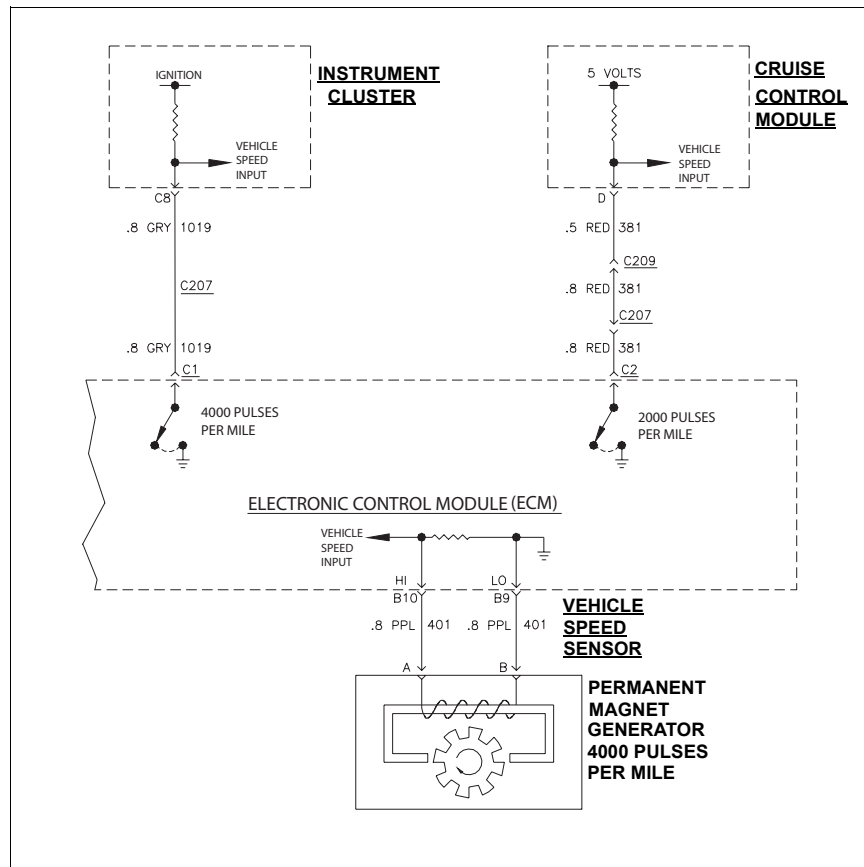 IGNITION
INSTRUMENT
CLUSTER
VEHICLE
SPEED
INPUT
C8
.8 GRY 1019
C207
.8 GRY 1019
C1
5 VOLTS
CRUISE
CONTROL
MODULE
VEHICLE
SPEED
INPUT
D
.5 RED 381
C209
.8 RED 381
C207
.8 RED 381
C2
4000 PULSES
PER MILE
2000 PULSES
PER MILE
ELECTRONIC CONTROL MODULE (ECM)
VEHICLE
SPEED
INPUT
HI LO
B10 B9
.8 PPL 401 .8 PPL 401
VEHICLE
SPEED
SENSOR
A B
PERMANENT
MAGNET
GENERATOR
4000 PULSES
PER MILE